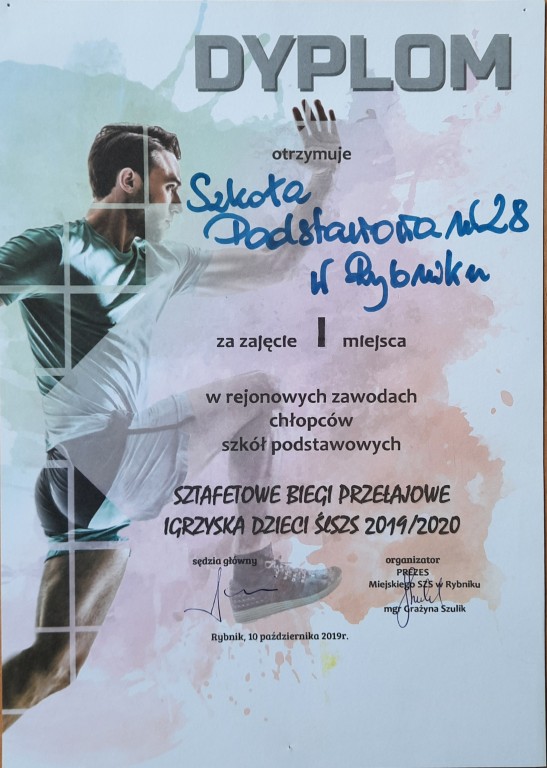 DYPLOM
otrzymuje
Szkoła
Podstawowa nr 28
w Rybniku
za zajęcie I miejsca
w rejonowych zawodach
chłopców
szkół podstawowych
SZTAFETOWE BIEGI PRZEŁAJOWE
IGRZYSKA DZIECI ŚLSZS 2019/2020
sędzia główny
organizator
PREZES
Miejskiego SZS w Rybniku
mgr Grażyna Szulik
Rybnik, 10 października 2019r.